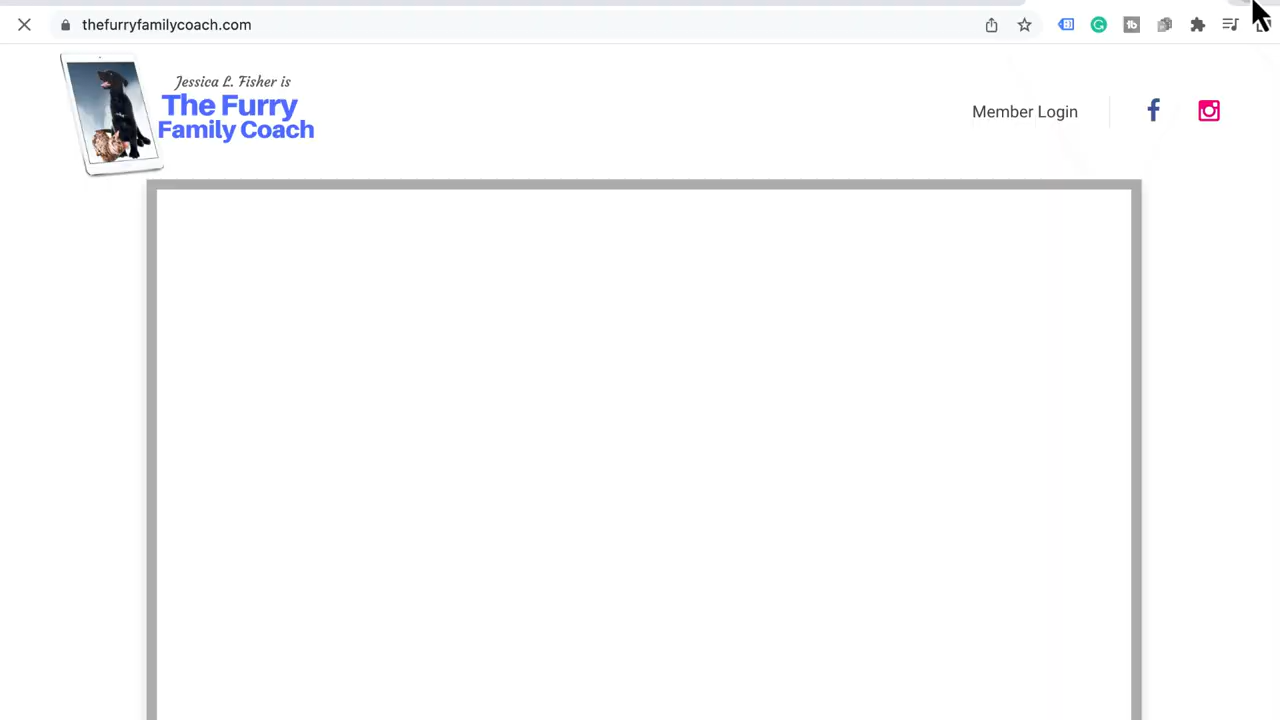 thefurryfamilycoach.com
Jessica L. Fisher is
The Furry
Family Coach
Member Login